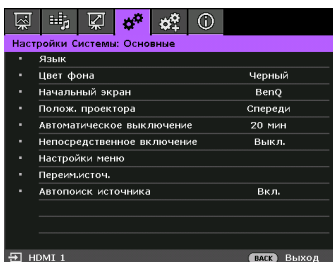 Настройки Системы: Основные
Язык
Цвет фона Черный
Начальный экран BenQ
Полож. проектора Спереди
Автоматическое выключение 20 мин
Непосредственное включение Выкл.
Настройки меню
Переим.источ.
Автопоиск источника Вкл.
HDMI 1 BACK Выход